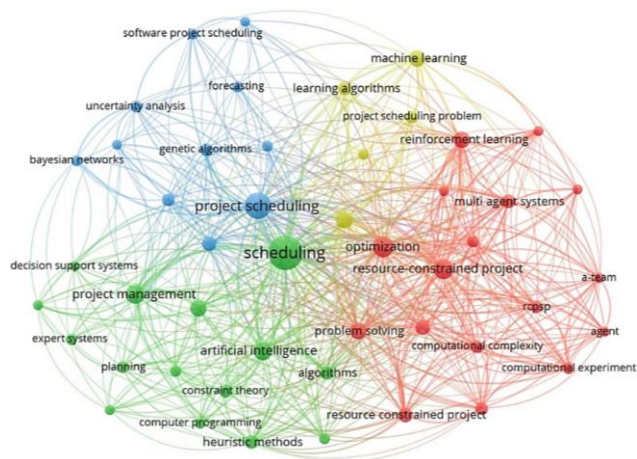 software project scheduling
machine learning
forecasting
learning algorithms
uncertainty analysis
project scheduling problem
reinforcement learning
bayesian networks
genetic algorithms
project scheduling
multi agent systems
optimization
scheduling
decision support systems
resource-constrained project
a-team
project management
rcpsp
expert systems
problem solving
agent
artificial intelligence
computational complexity
planning
algorithms
computational experiment
constraint theory
computer programming
resource constrained project
heuristic methods